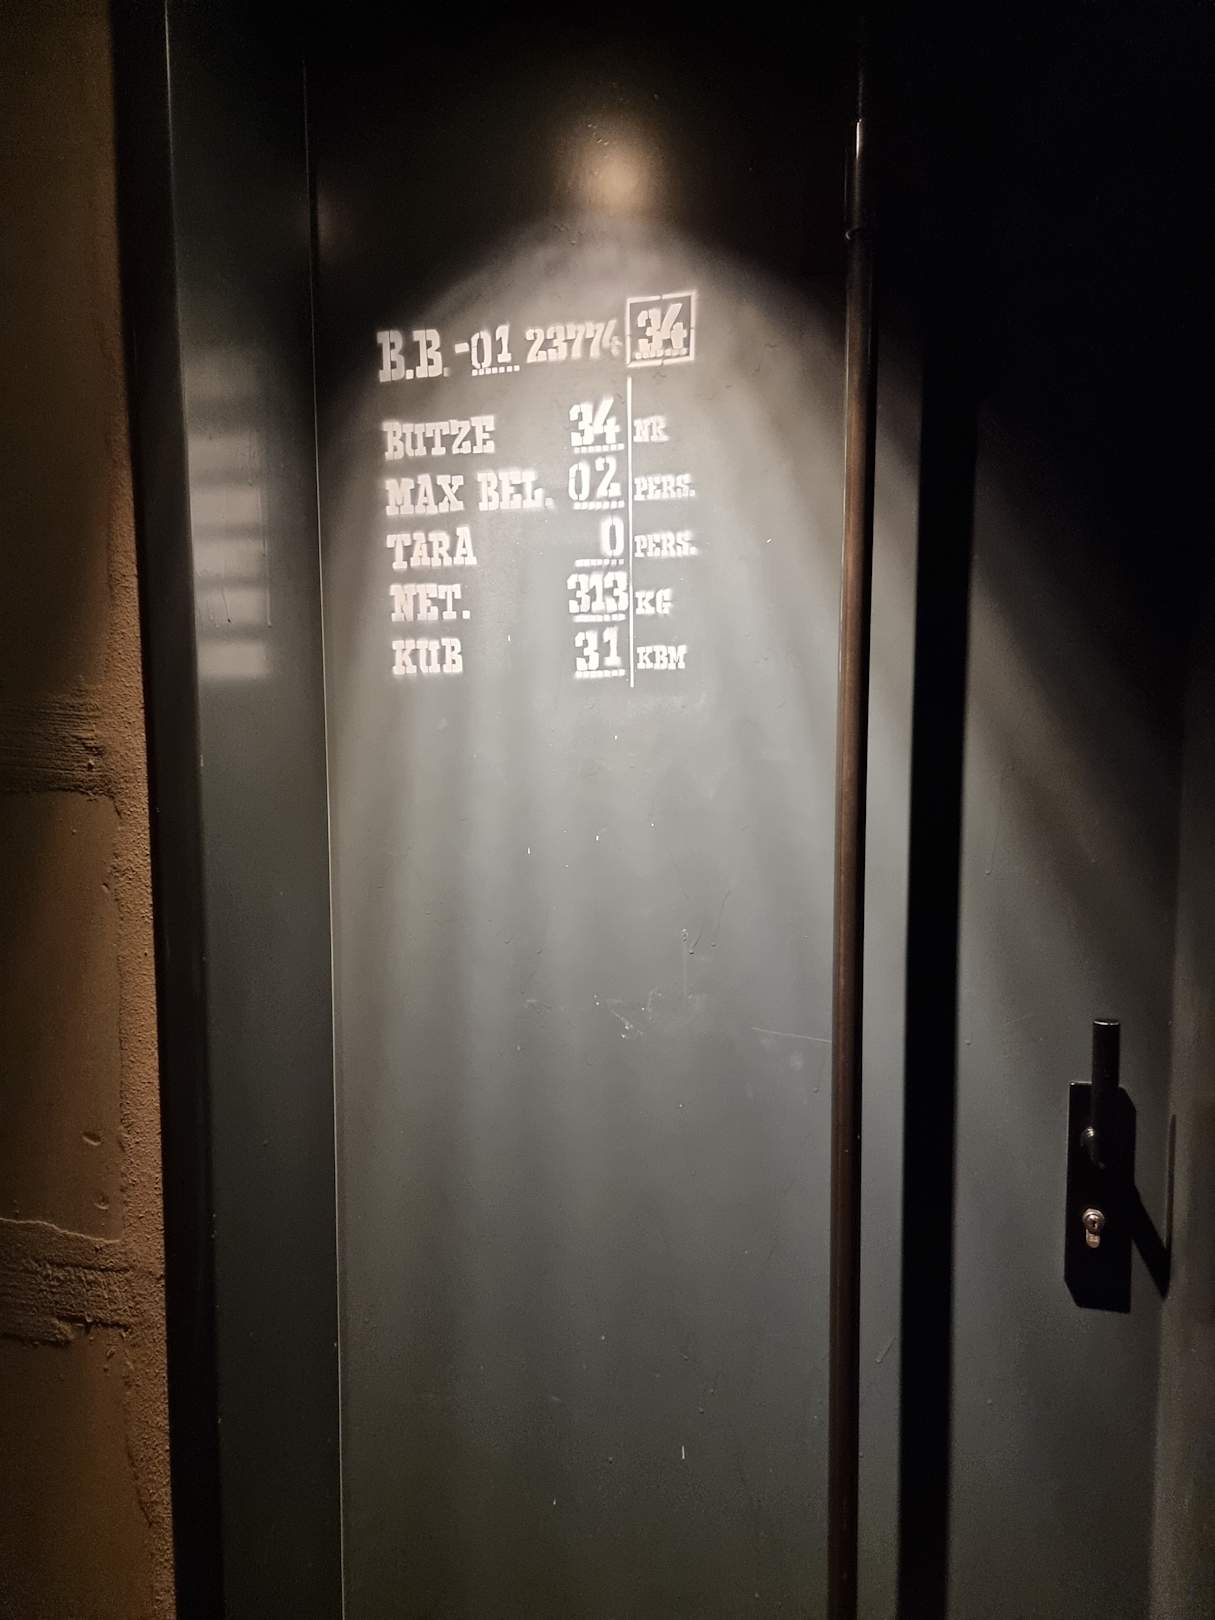 B.B.-01 23774 34
BUTZE 34 NR
MAX BEL. 02 PERS.
TARA 0 PERS.
NET. 313 KG
KUB 31 KBM